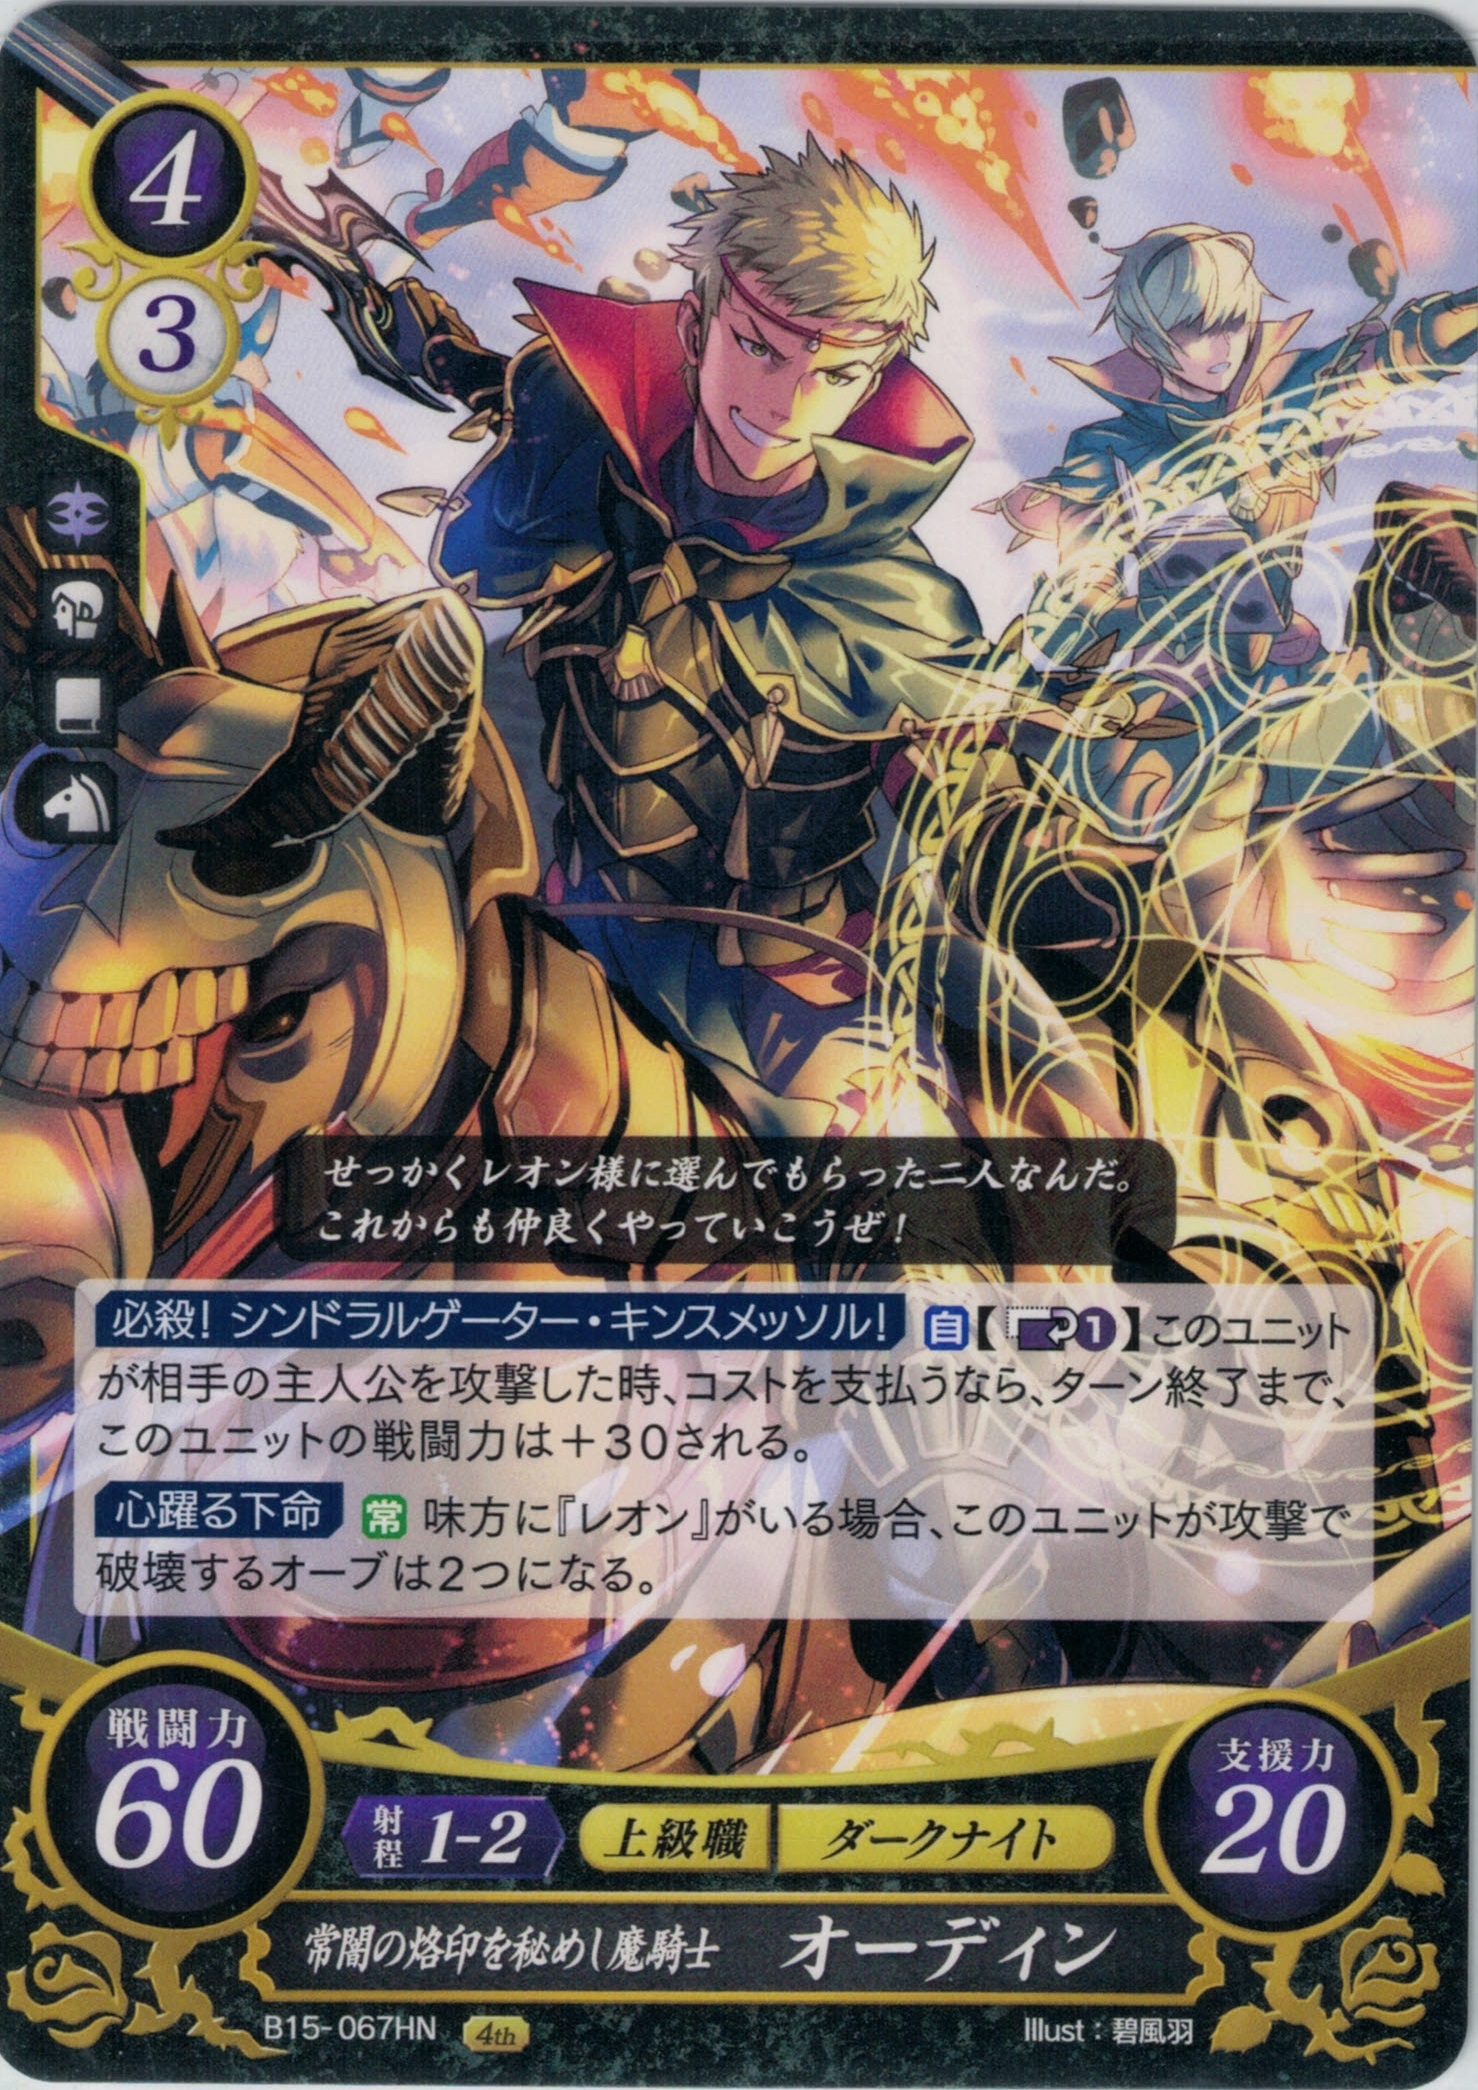 4
3
せっかくレオン様に選んでもらった二人なんだ。
これからも仲良くやっていこうぜ！
必殺！シンドラルゲーター・キンスメッソル！ 自【1】このユニット
が相手の主人公を攻撃した時、コストを支払うなら、ターン終了まで、
このユニットの戦闘力は＋30される。
心躍る下命 常 味方に『レオン』がいる場合、このユニットが攻撃で
破壊するオーブは2つになる。
戦闘力
60
射程 1-2
上級職 ダークナイト
支援力
20
常闇の烙印を秘めし魔騎士 オーディン
B15-067HN 4th
Illust：碧風羽